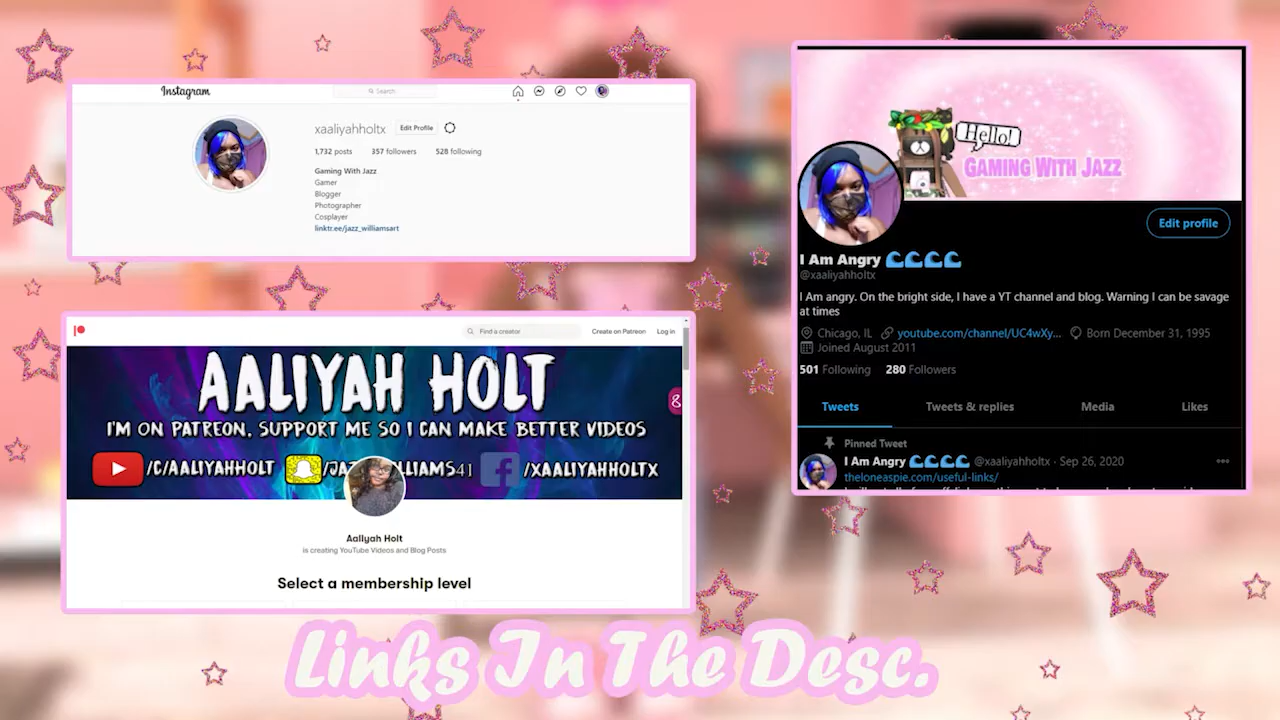 Instagram
Search
xaaliyahholtx Edit Profile
1,732 posts 357 followers 528 following
Gaming With Jazz
Gamer
Blogger
Photographer
Cosplayer
linktr.ee/jazz_williamsart
Find a creator Create on Patreon Log in
AALIYAH HOLT
I'M ON PATREON, SUPPORT ME SO I CAN MAKE BETTER VIDEOS
/C/AALIYAHHOLT /XAALIYAHHOLTX
Aaliyah Holt
is creating YouTube Videos and Blog Posts
Select a membership level
Hello!
GAMING WITH JAZZ
Edit profile
I Am Angry 🌊🌊🌊🌊
@xaaliyahholtx
I Am angry. On the bright side, I have a YT channel and blog. Warning I can be savage
at times
Chicago, IL youtube.com/channel/UC4wXy... Born December 31, 1995
Joined August 2011
501 Following 280 Followers
Tweets Tweets & replies Media Likes
Pinned Tweet
I Am Angry 🌊🌊🌊🌊 @xaaliyahholtx · Sep 26, 2020
theloneaspie.com/useful-links/
Links In The Desc.